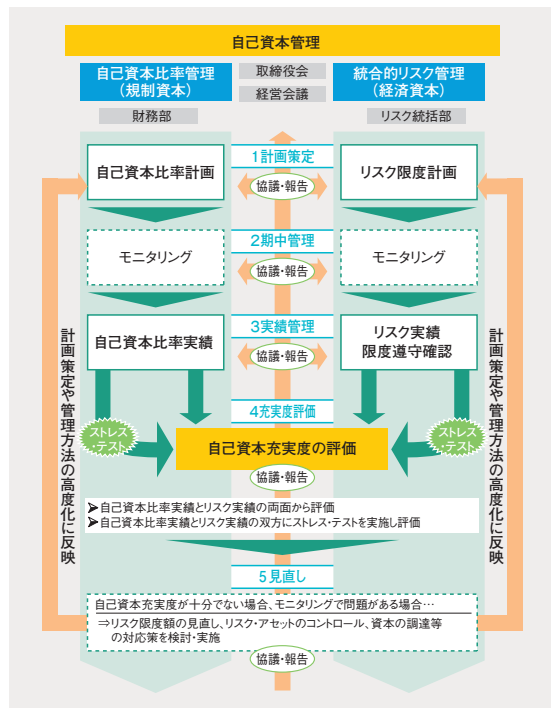 自己資本管理
自己資本比率管理
(規制資本)
取締役会
経営会議
統合的リスク管理
(経済資本)
財務部
リスク統括部
1計画策定
自己資本比率計画
協議・報告
リスク限度計画
2期中管理
モニタリング
協議・報告
モニタリング
3実績管理
自己資本比率実績
協議・報告
リスク実績
限度遵守確認
計画策定や管理方法の高度化に反映
計画策定や管理方法の高度化に反映
4充実度評価
ストレス
・テスト
自己資本充実度の評価
ストレス
・テスト
協議・報告
➢自己資本比率実績とリスク実績の両面から評価
➢自己資本比率実績とリスク実績の双方にストレス・テストを実施し評価
5見直し
自己資本充実度が十分でない場合、モニタリングで問題がある場合…
⇒リスク限度額の見直し、リスク・アセットのコントロール、資本の調達等
の対応策を検討・実施
協議・報告